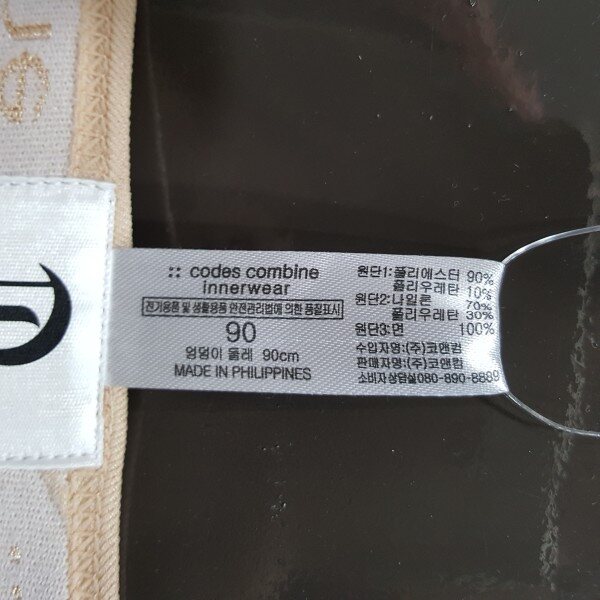 :: codes combine
innerwear
전기용품 및 생활용품 안전관리법에 의한 품질표시
90
엉덩이 둘레 90cm
MADE IN PHILIPPINES
원단1:폴리에스터 90%
폴리우레탄 10%
원단2:나일론 70%
폴리우레탄 30%
원단3:면 100%
수입자명:(주)코앤컴
판매자명:(주)코앤컴
소비자상담실080-890-8889